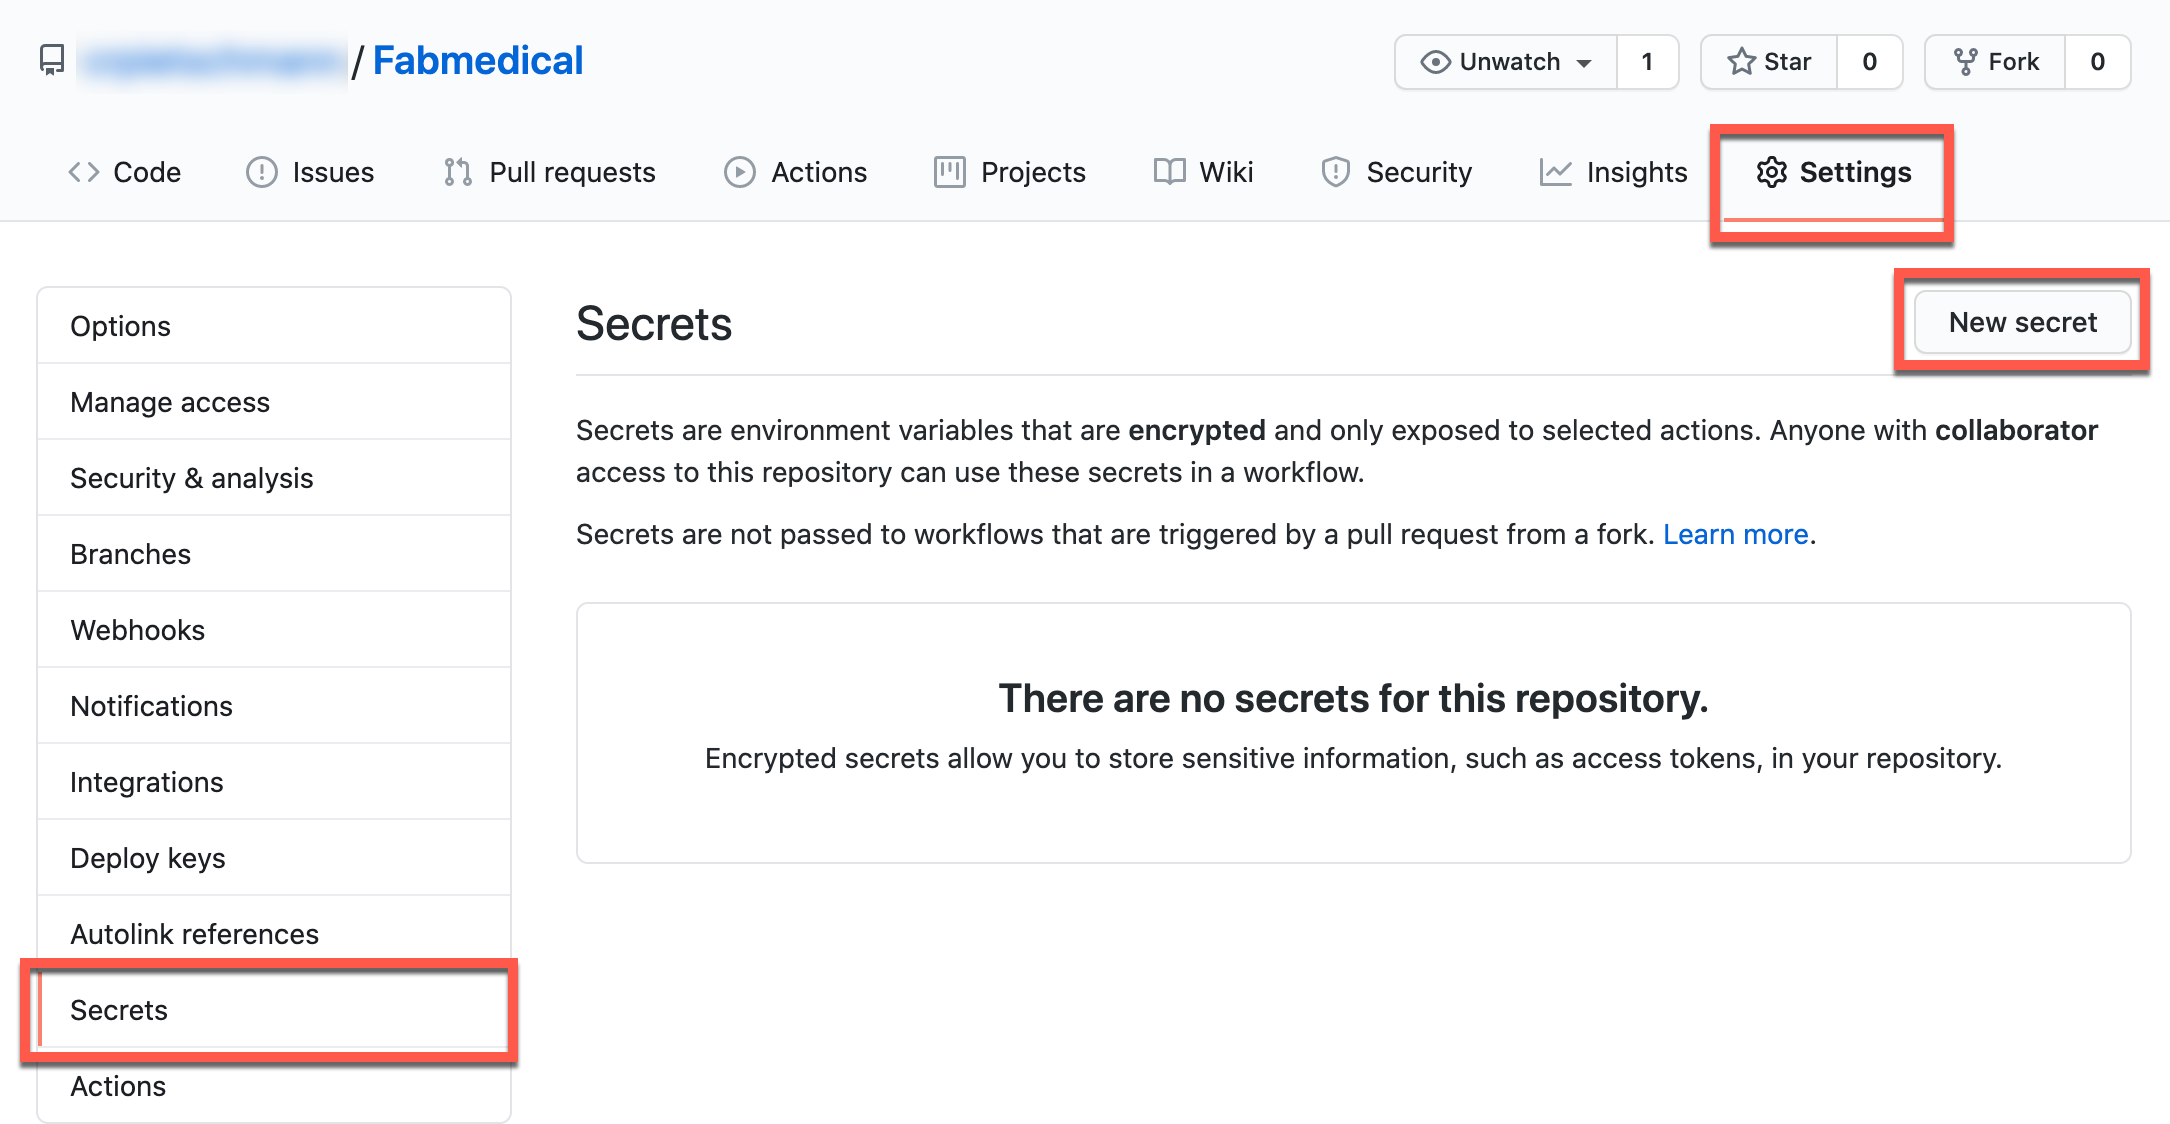 / Fabmedical
Unwatch 1 Star 0 Fork 0
Code Issues Pull requests Actions Projects Wiki Security Insights Settings
Options
Manage access
Security & analysis
Branches
Webhooks
Notifications
Integrations
Deploy keys
Autolink references
Secrets
Actions
Secrets
New secret
Secrets are environment variables that are encrypted and only exposed to selected actions. Anyone with collaborator
access to this repository can use these secrets in a workflow.
Secrets are not passed to workflows that are triggered by a pull request from a fork. Learn more.
There are no secrets for this repository.
Encrypted secrets allow you to store sensitive information, such as access tokens, in your repository.